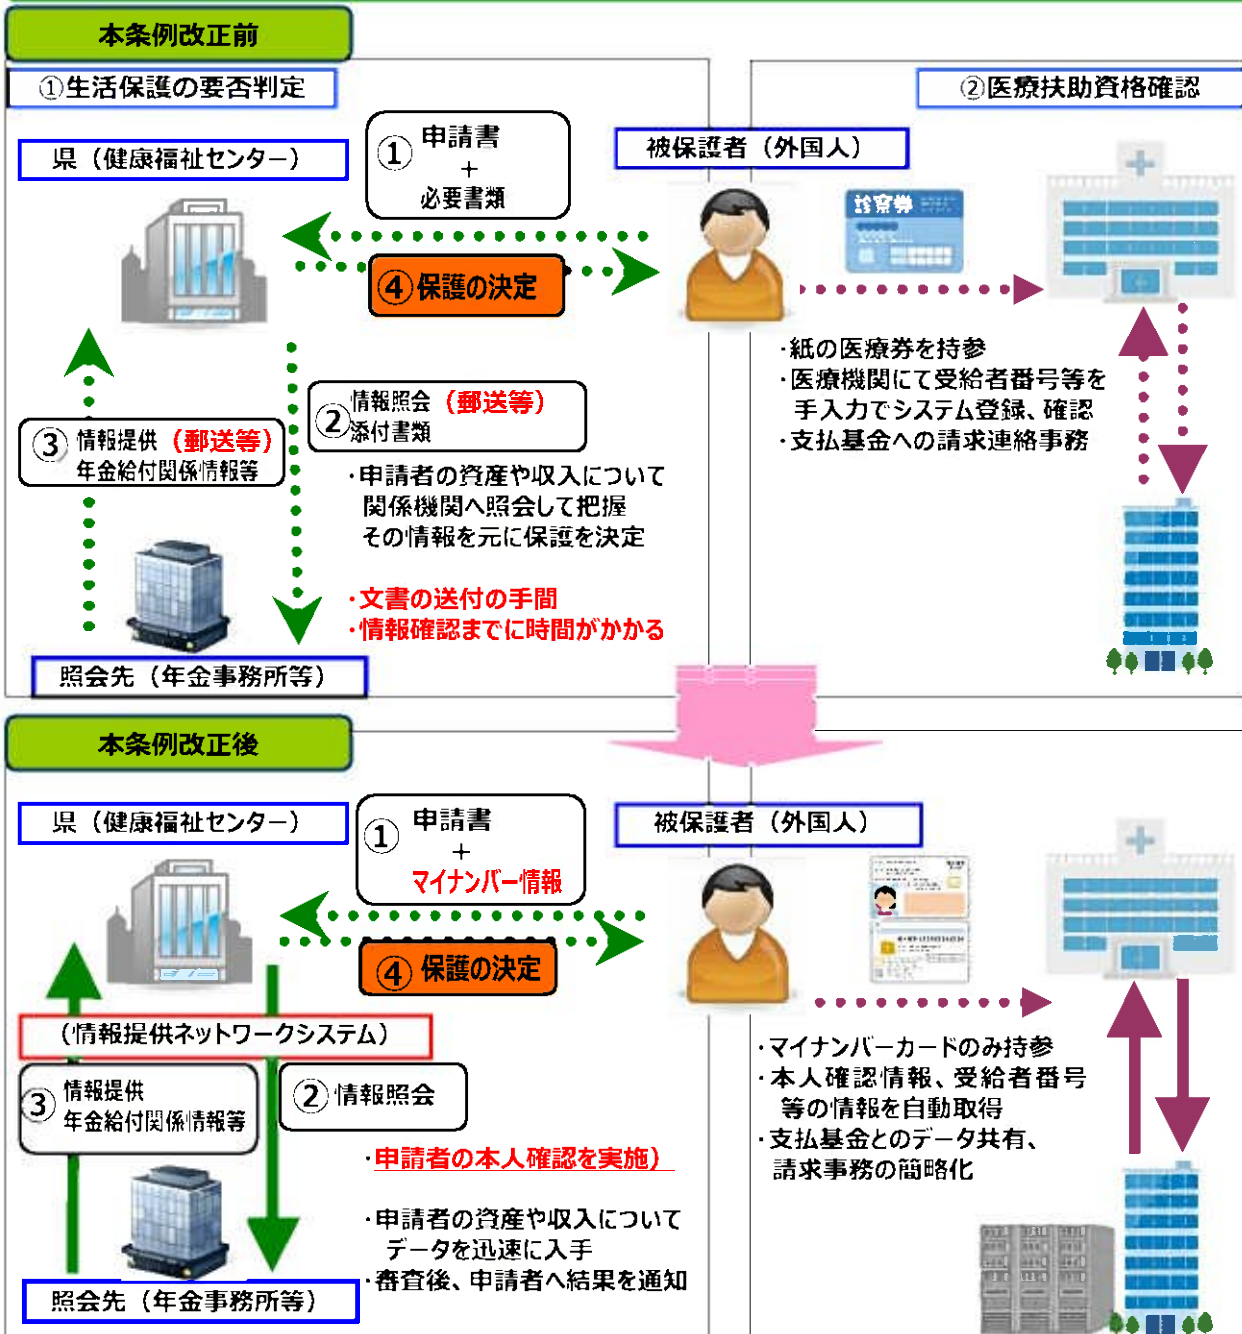 本条例改正前
①生活保護の要否判定
②医療扶助資格確認
県（健康福祉センター）
① 申請書
+
必要書類
被保護者（外国人）
診察券
④ 保護の決定
・紙の医療券を持参
・医療機関にて受給者番号等を
手入力でシステム登録、確認
・支払基金への請求連絡事務
② 情報照会（郵送等）
添付書類
③ 情報提供（郵送等）
年金給付関係情報等
・申請者の資産や収入について
関係機関へ照会して把握
その情報を元に保護を決定
・文書の送付の手間
・情報確認までに時間がかかる
照会先（年金事務所等）
本条例改正後
県（健康福祉センター）
① 申請書
+
マイナンバー情報
被保護者（外国人）
④ 保護の決定
（情報提供ネットワークシステム）
③ 情報提供
年金給付関係情報等
② 情報照会
・マイナンバーカードのみ持参
・本人確認情報、受給者番号
等の情報を自動取得
・支払基金とのデータ共有、
請求事務の簡略化
・申請者の本人確認を実施）
・申請者の資産や収入について
データを迅速に入手
・審査後、申請者へ結果を通知
照会先（年金事務所等）